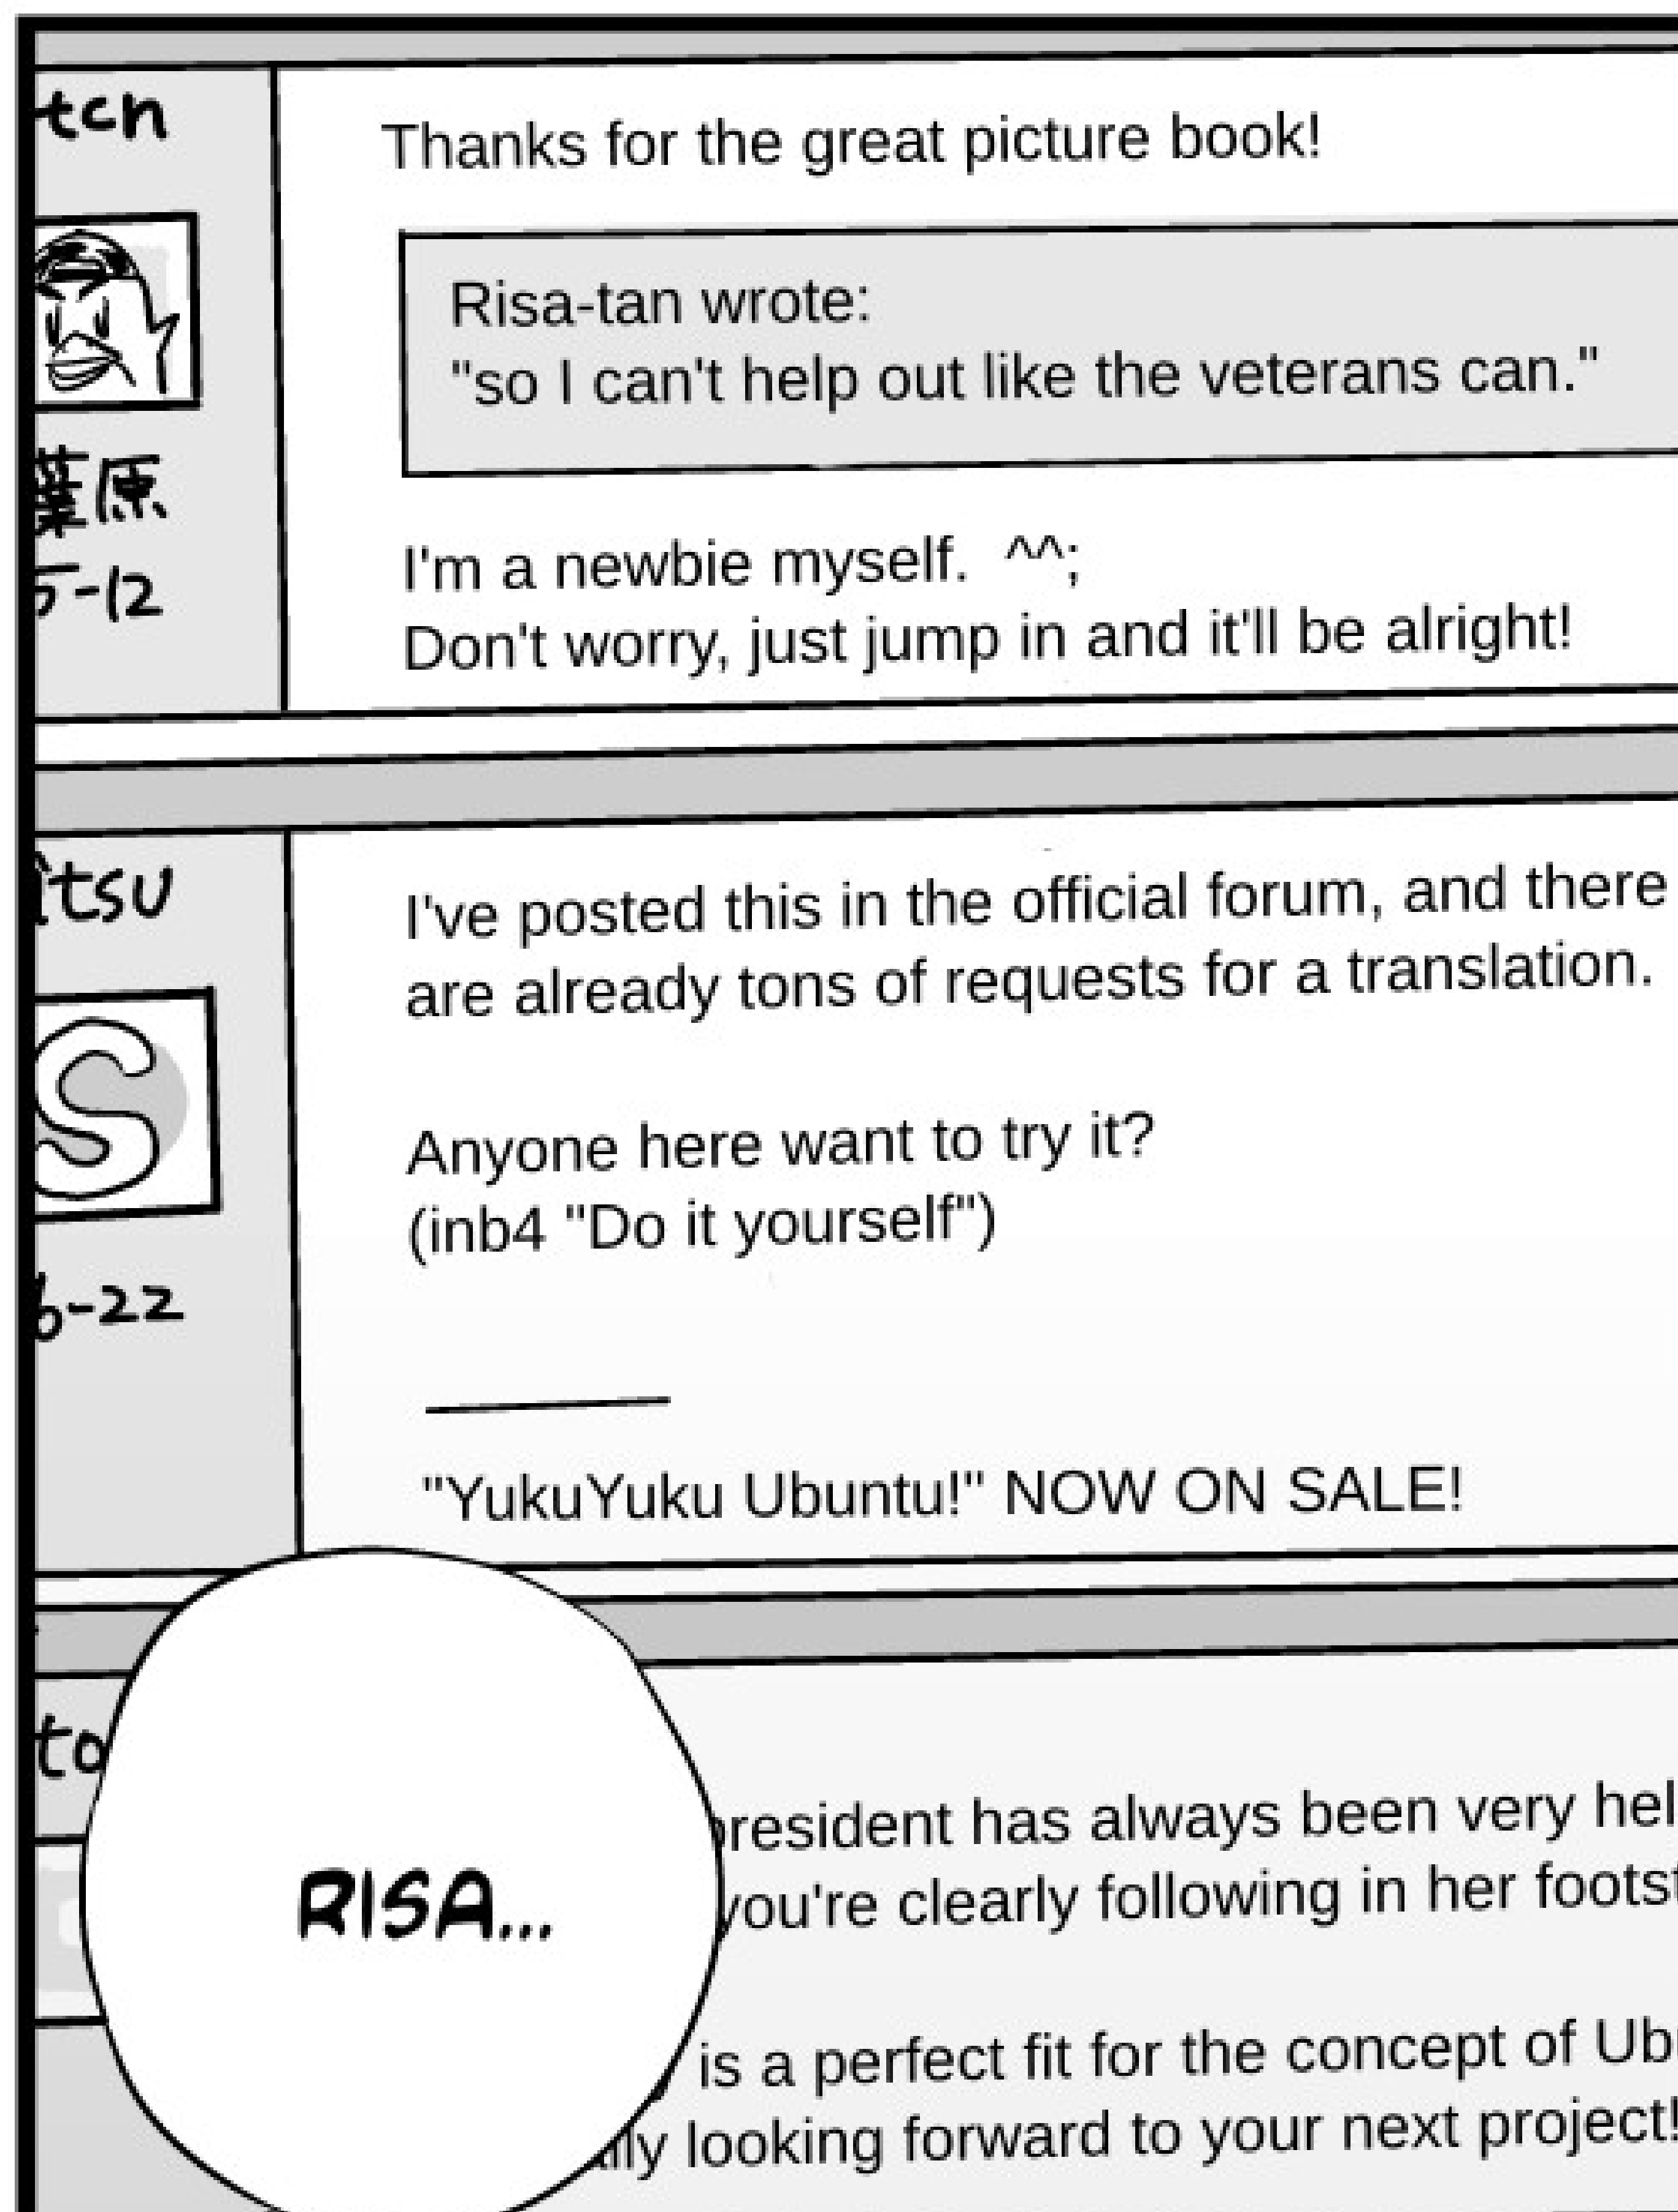 tcn
Thanks for the great picture book!
Risa-tan wrote:
"so I can't help out like the veterans can."
葉原
5-12
I'm a newbie myself. ^^;
Don't worry, just jump in and it'll be alright!
itsu
I've posted this in the official forum, and there
are already tons of requests for a translation.
S
Anyone here want to try it?
(inb4 "Do it yourself")
6-22
"YukuYuku Ubuntu!" NOW ON SALE!
to
president has always been very hel
you're clearly following in her footst
RISA...
is a perfect fit for the concept of Ub
lly looking forward to your next project!